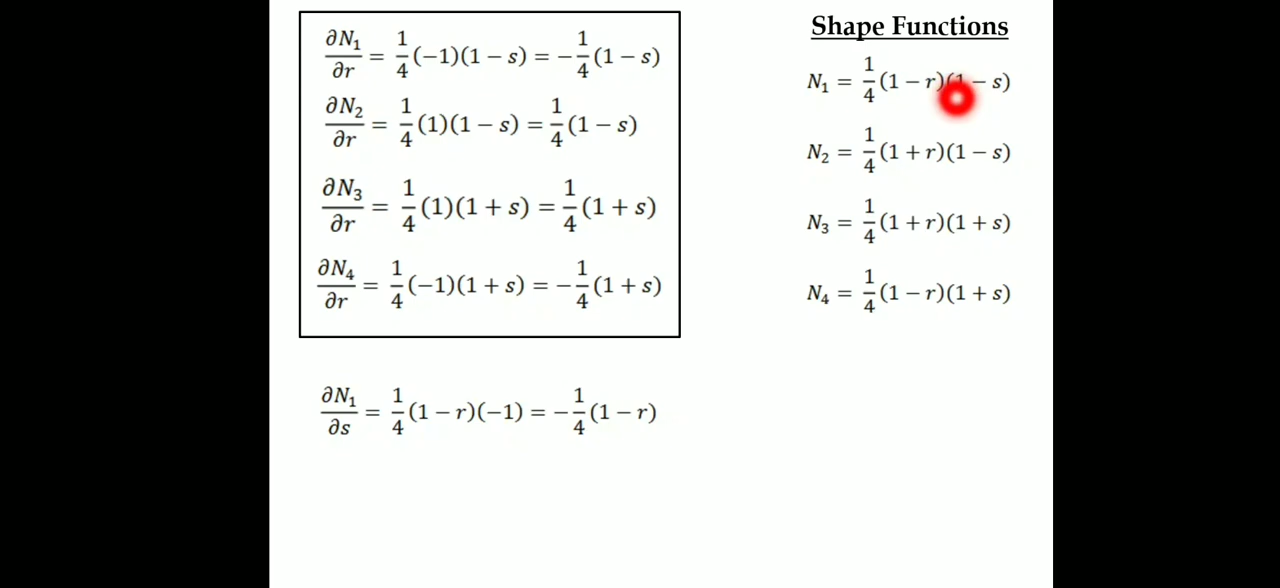 ∂N₁/∂r = 1/4(−1)(1 − s) = −1/4(1 − s)
∂N₂/∂r = 1/4(1)(1 − s) = 1/4(1 − s)
∂N₃/∂r = 1/4(1)(1 + s) = 1/4(1 + s)
∂N₄/∂r = 1/4(−1)(1 + s) = −1/4(1 + s)
∂N₁/∂s = 1/4(1 − r)(−1) = −1/4(1 − r)
Shape Functions
N₁ = 1/4(1 − r)(1 − s)
N₂ = 1/4(1 + r)(1 − s)
N₃ = 1/4(1 + r)(1 + s)
N₄ = 1/4(1 − r)(1 + s)